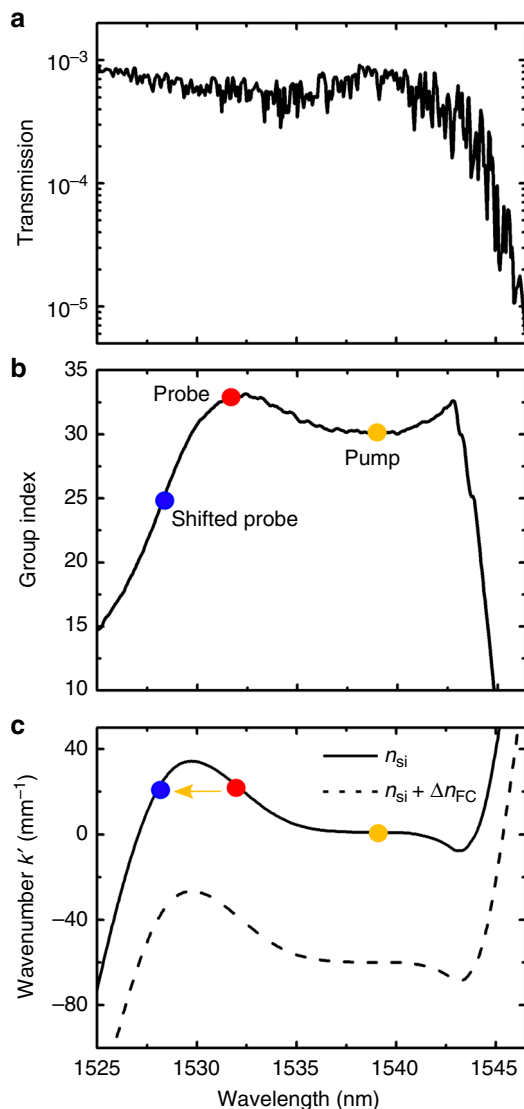 a
10⁻³
10⁻⁴
10⁻⁵
Transmission
b
35
30
25
20
15
10
Group index
Probe
Pump
Shifted probe
c
40
0
−40
−80
Wavenumber k′ (mm⁻¹)
n_si
n_si + Δn_FC
1525 1530 1535 1540 1545
Wavelength (nm)